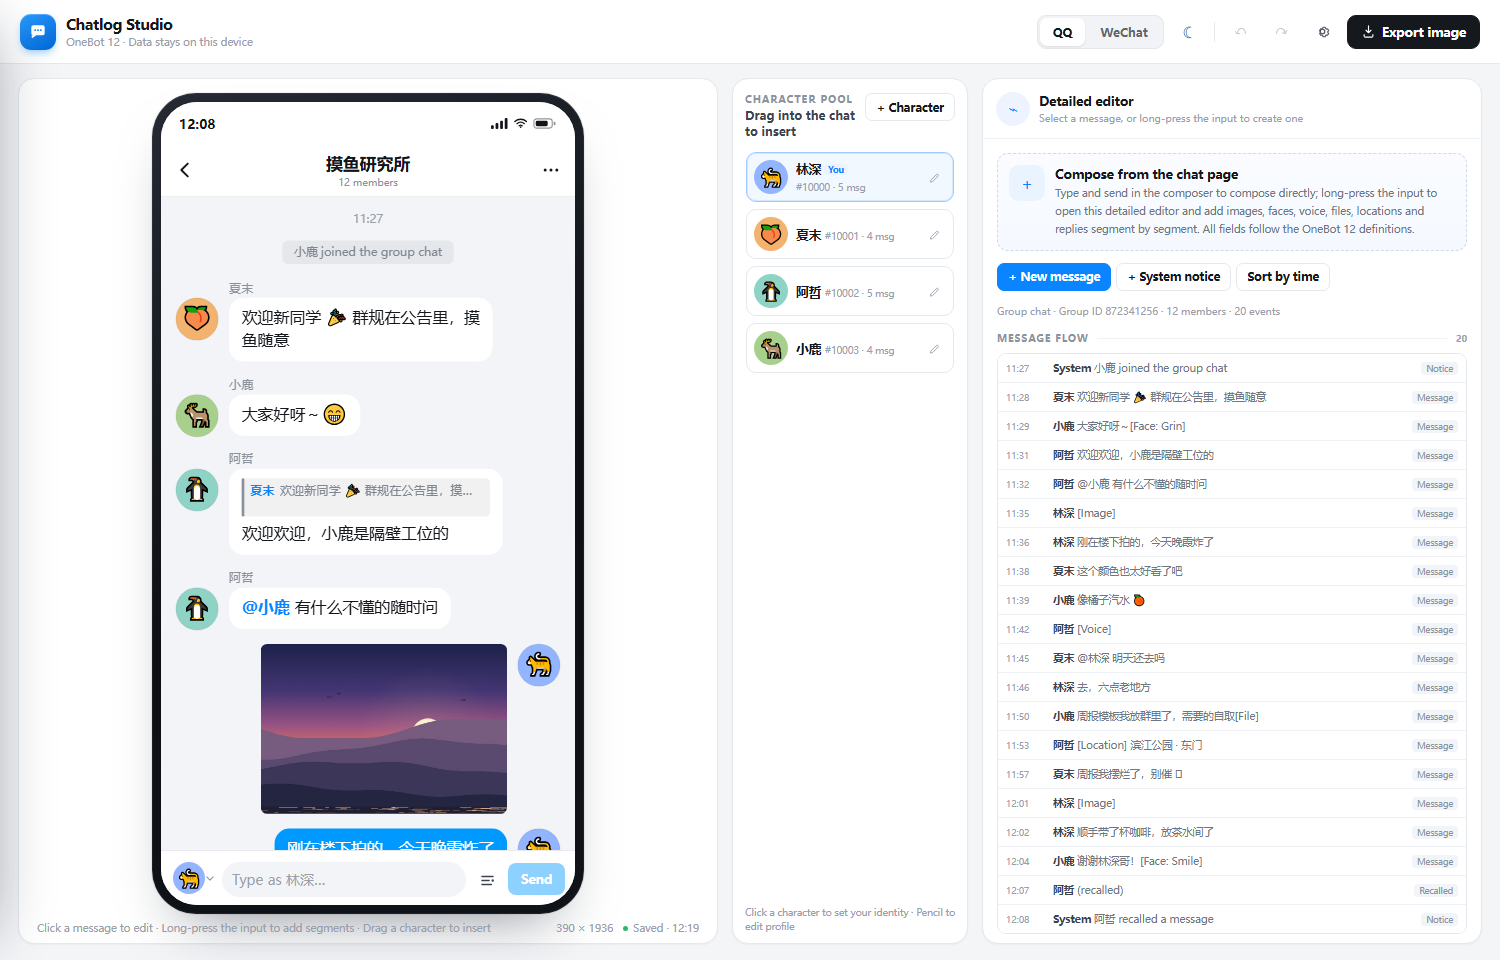 Chatlog Studio
OneBot 12 · Data stays on this device
QQ
WeChat
Export image
12:08
摸鱼研究所
12 members
11:27
小鹿 joined the group chat
夏末
欢迎新同学 🎉 群规在公告里，摸
鱼随意
小鹿
大家好呀～😁
阿哲
夏末 欢迎新同学 🎉 群规在公告里，摸...
欢迎欢迎，小鹿是隔壁工位的
阿哲
@小鹿 有什么不懂的随时问
刚在楼下拍的，今天晚霞炸了
Type as 林深...
Send
Click a message to edit · Long-press the input to add segments · Drag a character to insert
390 × 1936
Saved · 12:19
CHARACTER POOL
Drag into the chat
to insert
+ Character
林深 You
#10000 · 5 msg
夏末 #10001 · 4 msg
阿哲 #10002 · 5 msg
小鹿 #10003 · 4 msg
Click a character to set your identity · Pencil to
edit profile
Detailed editor
Select a message, or long-press the input to create one
Compose from the chat page
Type and send in the composer to compose directly; long-press the input to
open this detailed editor and add images, faces, voice, files, locations and
replies segment by segment. All fields follow the OneBot 12 definitions.
+ New message
+ System notice
Sort by time
Group chat · Group ID 872341256 · 12 members · 20 events
MESSAGE FLOW 20
11:27 System 小鹿 joined the group chat Notice
11:28 夏末 欢迎新同学 🎉 群规在公告里，摸鱼随意 Message
11:29 小鹿 大家好呀～[Face: Grin] Message
11:31 阿哲 欢迎欢迎，小鹿是隔壁工位的 Message
11:32 阿哲 @小鹿 有什么不懂的随时问 Message
11:35 林深 [Image] Message
11:36 林深 刚在楼下拍的，今天晚霞炸了 Message
11:38 夏末 这个颜色也太好看了吧 Message
11:39 小鹿 像橘子汽水 🍊 Message
11:42 阿哲 [Voice] Message
11:45 夏末 @林深 明天还去吗 Message
11:46 林深 去，六点老地方 Message
11:50 小鹿 周报模板我放群里了，需要的自取[File] Message
11:53 阿哲 [Location] 滨江公园 · 东门 Message
11:57 夏末 周报我摆烂了，别催 Message
12:01 林深 [Image] Message
12:02 林深 顺手带了杯咖啡，放茶水间了 Message
12:04 小鹿 谢谢林深哥！[Face: Smile] Message
12:07 阿哲 (recalled) Recalled
12:08 System 阿哲 recalled a message Notice